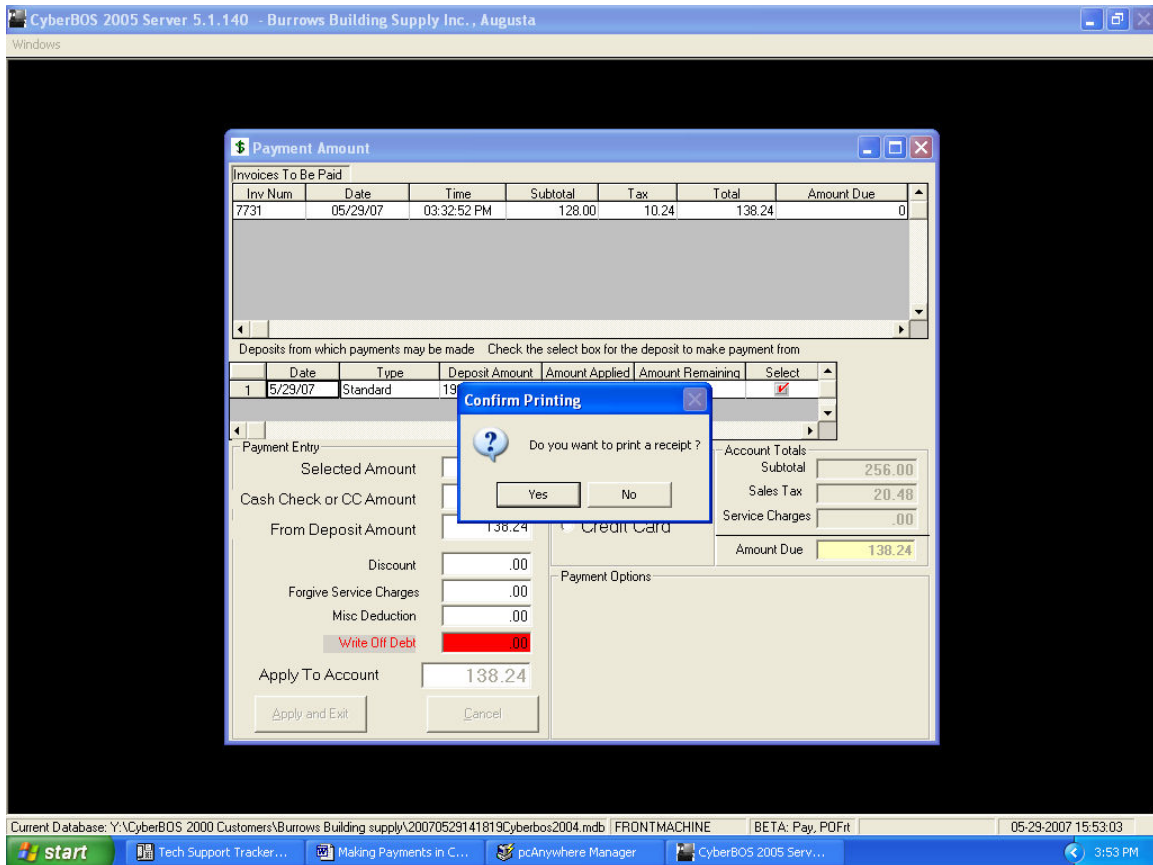 CyberBOS 2005 Server 5.1.140 - Burrows Building Supply Inc., Augusta
Windows
Payment Amount
Invoices To Be Paid
Inv Num Date Time Subtotal Tax Total Amount Due
7731 05/29/07 03:32:52 PM 128.00 10.24 138.24 0
Deposits from which payments may be made Check the select box for the deposit to make payment from
Date Type Deposit Amount Amount Applied Amount Remaining Select
1 5/29/07 Standard
Confirm Printing
Do you want to print a receipt ?
Yes No
Payment Entry
Selected Amount
Cash Check or CC Amount
From Deposit Amount 138.24
Credit Card
Discount .00
Forgive Service Charges .00
Misc Deduction .00
Write Off Debt .00
Apply To Account 138.24
Apply and Exit Cancel
Account Totals
Subtotal 256.00
Sales Tax 20.48
Service Charges .00
Amount Due 138.24
Payment Options
Current Database: Y:\CyberBOS 2000 Customers\Burrows Building supply\20070529141819Cyberbos2004.mdb FRONTMACHINE BETA: Pay, POFrt 05-29-2007 15:53:03
start Tech Support Tracker... Making Payments in C... pcAnywhere Manager CyberBOS 2005 Serv... 3:53 PM